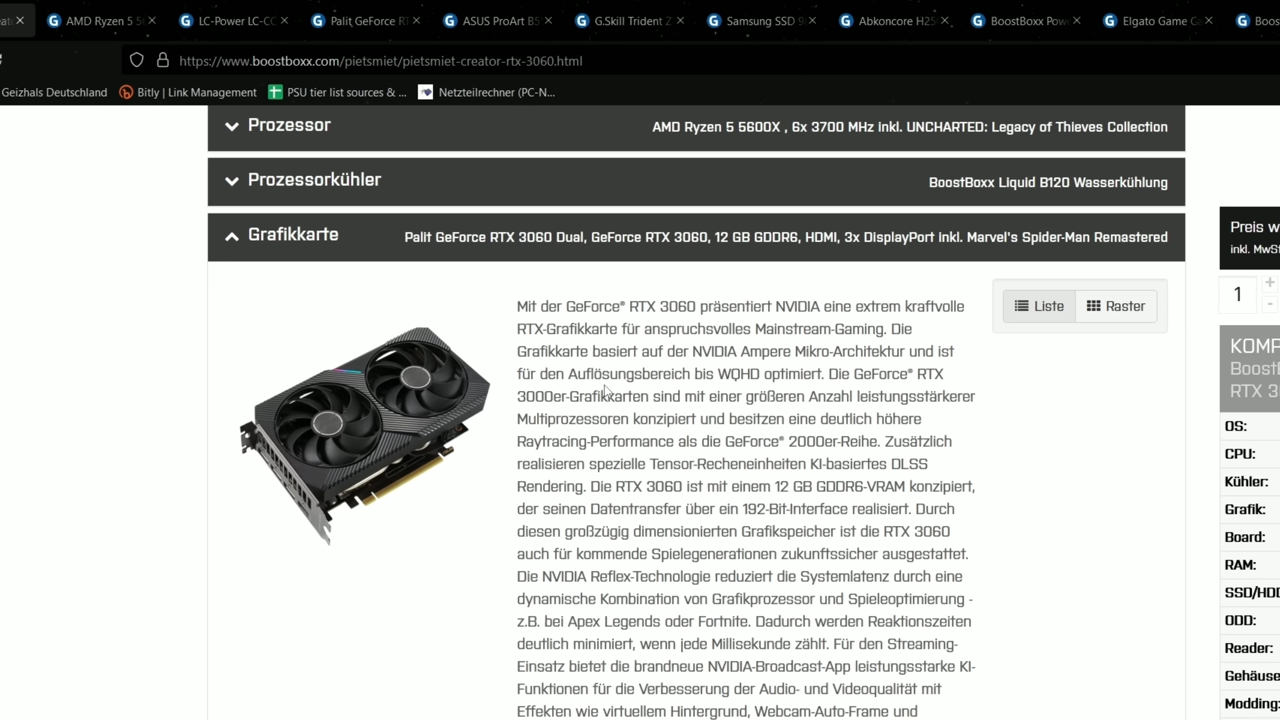 AMD Ryzen 5 5
LC-Power LC-CC
Palit GeForce RT
ASUS ProArt B5
G.Skill Trident Z
Samsung SSD 9
Abkoncore H25
BoostBoxx Pow
Elgato Game C
Boos
https://www.boostboxx.com/pietsmiet/pietsmiet-creator-rtx-3060.html
Geizhals Deutschland
Bitly | Link Management
PSU tier list sources & ...
Netzteilrechner (PC-N...
Prozessor
AMD Ryzen 5 5600X , 6x 3700 MHz inkl. UNCHARTED: Legacy of Thieves Collection
Prozessorkühler
BoostBoxx Liquid B120 Wasserkühlung
Grafikkarte
Palit GeForce RTX 3060 Dual, GeForce RTX 3060, 12 GB GDDR6, HDMI, 3x DisplayPort inkl. Marvel's Spider-Man Remastered
Mit der GeForce® RTX 3060 präsentiert NVIDIA eine extrem kraftvolle
RTX-Grafikkarte für anspruchsvolles Mainstream-Gaming. Die
Grafikkarte basiert auf der NVIDIA Ampere Mikro-Architektur und ist
für den Auflösungsbereich bis WQHD optimiert. Die GeForce® RTX
3000er-Grafikkarten sind mit einer größeren Anzahl leistungsstärkerer
Multiprozessoren konzipiert und besitzen eine deutlich höhere
Raytracing-Performance als die GeForce® 2000er-Reihe. Zusätzlich
realisieren spezielle Tensor-Recheneinheiten KI-basiertes DLSS
Rendering. Die RTX 3060 ist mit einem 12 GB GDDR6-VRAM konzipiert,
der seinen Datentransfer über ein 192-Bit-Interface realisiert. Durch
diesen großzügig dimensionierten Grafikspeicher ist die RTX 3060
auch für kommende Spielegenerationen zukunftssicher ausgestattet.
Die NVIDIA Reflex-Technologie reduziert die Systemlatenz durch eine
dynamische Kombination von Grafikprozessor und Spieleoptimierung -
z.B. bei Apex Legends oder Fortnite. Dadurch werden Reaktionszeiten
deutlich minimiert, wenn jede Millisekunde zählt. Für den Streaming-
Einsatz bietet die brandneue NVIDIA-Broadcast-App leistungsstarke KI-
Funktionen für die Verbesserung der Audio- und Videoqualität mit
Effekten wie virtuellem Hintergrund, Webcam-Auto-Frame und
Liste
Raster
Preis w
inkl. MwSt
1
+
-
KOMP
Boost
RTX 3
OS:
CPU:
Kühler:
Grafik:
Board:
RAM:
SSD/HDD
ODD:
Reader:
Gehäuse
Modding: